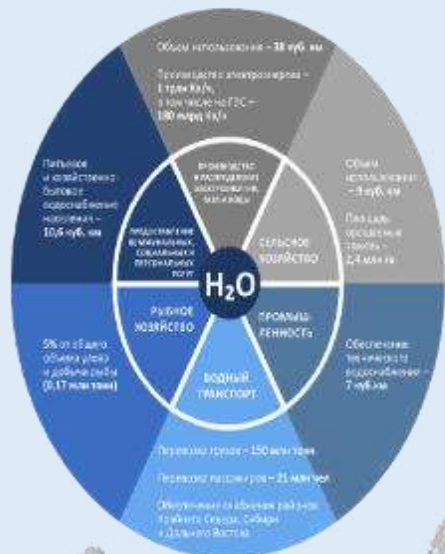 Объем использования – 38 куб. км
Производство электроэнергии –
1 трлн Кв/ч,
в том числе на ГЭС –
180 млрд Кв/ч
ПРОИЗВОДСТВО
И РАСПРЕДЕЛЕНИЕ
ЭЛЕКТРОЭНЕРГИИ,
ГАЗА И ВОДЫ
Объем
использования –
9 куб. км
Площадь
орошаемых
земель –
2,4 млн га
СЕЛЬСКОЕ
ХОЗЯЙСТВО
Питьевое
и хозяйственно-
бытовое
водоснабжение
населения –
10,6 куб. км
ПРЕДОСТАВЛЕНИЕ
КОММУНАЛЬНЫХ,
СОЦИАЛЬНЫХ И
ПЕРСОНАЛЬНЫХ
УСЛУГ
H₂O
РЫБНОЕ
ХОЗЯЙСТВО
ПРОМЫШ-
ЛЕННОСТЬ
5% от общего
объема улова
и добычи рыбы
(0,17 млн тонн)
Обеспечение
технического
водоснабжения –
7 куб.км
ВОДНЫЙ
ТРАНСПОРТ
Перевозка грузов – 150 млн тонн
Перевозка пассажиров – 21 млн чел
Обеспечение снабжения районов
Крайнего Севера, Сибири
и Дальнего Востока